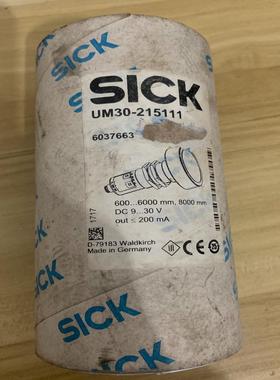 SICK
UM30-215111
6037663
600...6000 mm, 8000 mm
DC 9...30 V
out ≤ 200 mA
1717
D-79183 Waldkirch
Made in Germany
SICK
SICK